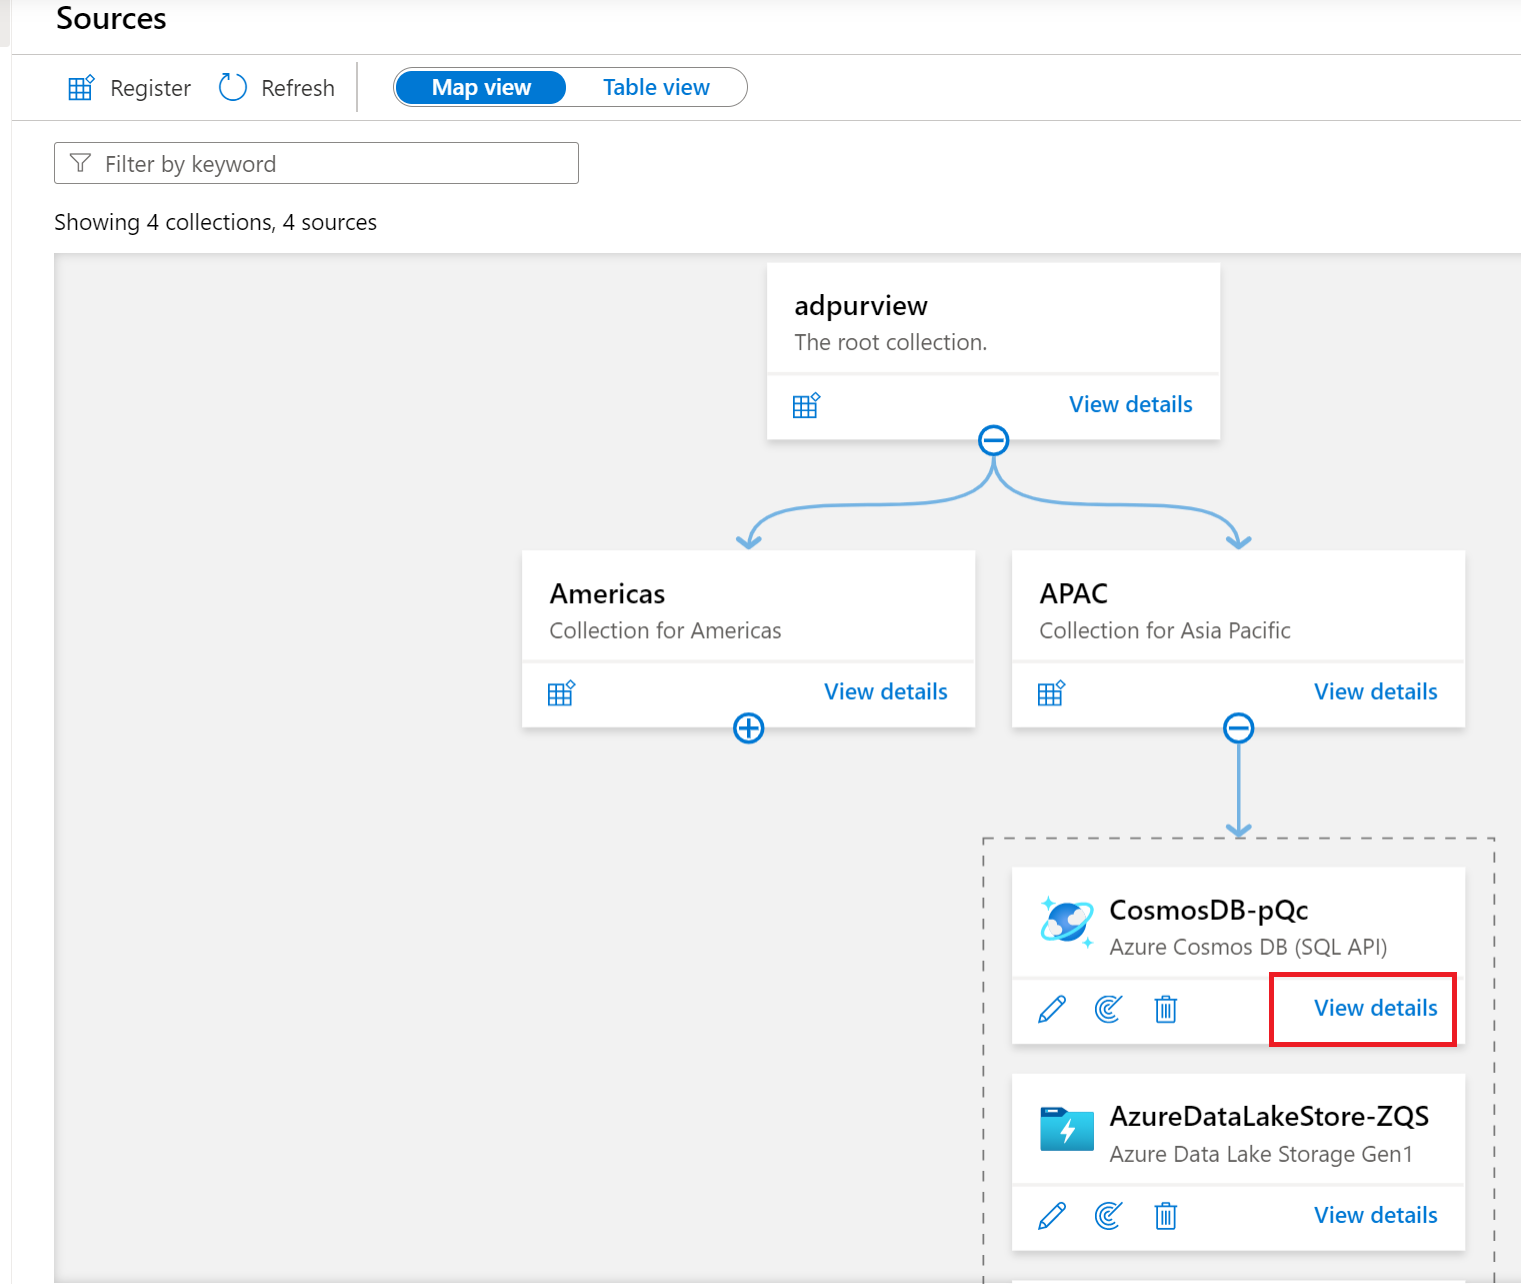 Sources
Register Refresh Map view Table view
Filter by keyword
Showing 4 collections, 4 sources
adpurview
The root collection.
View details
Americas
Collection for Americas
View details
APAC
Collection for Asia Pacific
View details
CosmosDB-pQc
Azure Cosmos DB (SQL API)
View details
AzureDataLakeStore-ZQS
Azure Data Lake Storage Gen1
View details